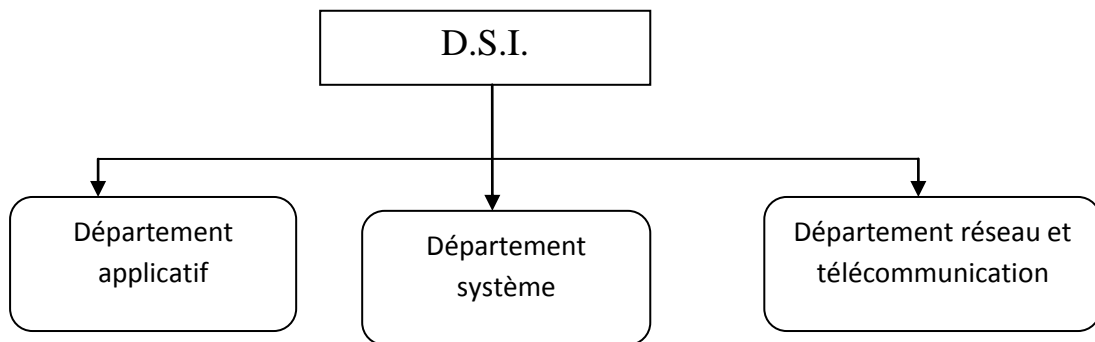 D.S.I.
Département
applicatif
Département
système
Département réseau et
télécommunication